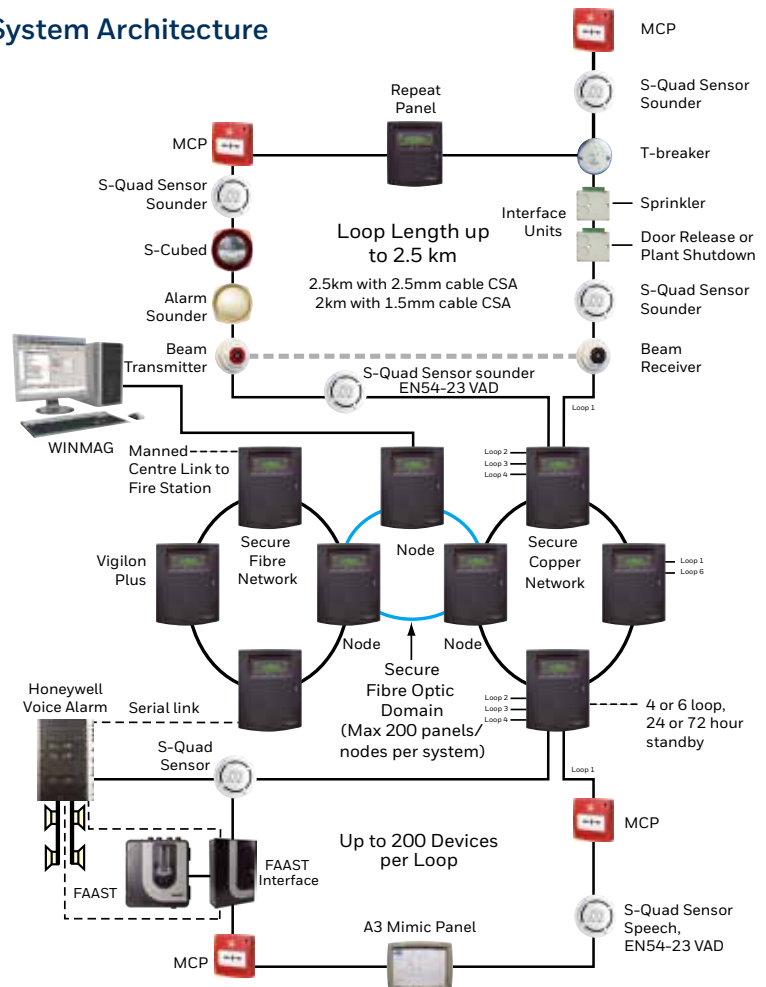 System Architecture
MCP
S-Quad Sensor
Sounder
Repeat
Panel
MCP
T-breaker
S-Quad Sensor
Sounder
Interface
Units
Sprinkler
Loop Length up
to 2.5 km
S-Cubed
Door Release or
Plant Shutdown
2.5km with 2.5mm cable CSA
2km with 1.5mm cable CSA
Alarm
Sounder
S-Quad Sensor
Sounder
Beam
Transmitter
Beam
Receiver
S-Quad Sensor sounder
EN54-23 VAD
Loop 1
WINMAG
Manned
Centre Link to
Fire Station
Loop 2
Loop 3
Loop 4
Secure
Fibre
Network
Node
Secure
Copper
Network
Vigilon
Plus
Loop 1
Loop 6
Node
Node
Secure
Fibre Optic
Domain
(Max 200 panels/
nodes per system)
Honeywell
Voice Alarm
Serial link
Loop 2
Loop 3
Loop 4
4 or 6 loop,
24 or 72 hour
standby
S-Quad
Sensor
Loop 1
MCP
Up to 200 Devices
per Loop
FAAST
FAAST
Interface
S-Quad Sensor
Speech,
EN54-23 VAD
A3 Mimic Panel
MCP